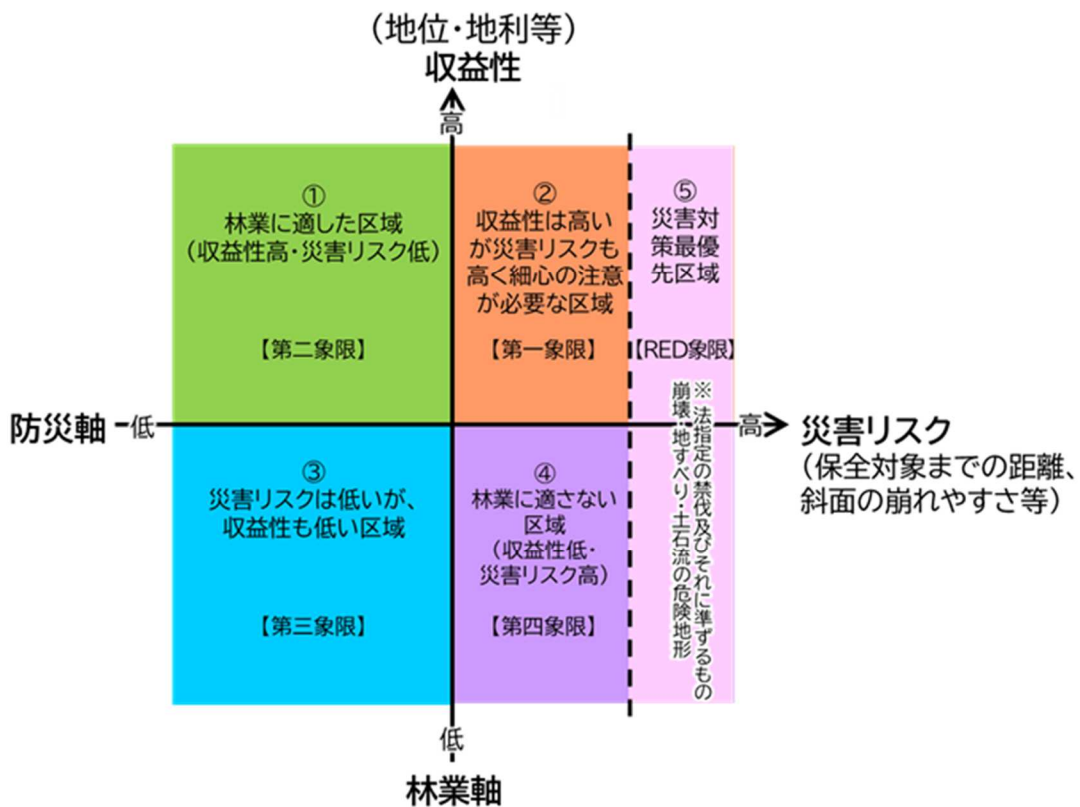 （地位・地利等）
収益性
高
①
林業に適した区域
（収益性高・災害リスク低）
【第二象限】
②
収益性は高い
が災害リスクも
高く細心の注意
が必要な区域
【第一象限】
⑤
災害対
策最優
先区域
【RED象限】
※ 法指定の禁伐及びそれに準ずるもの
崩壊・地すべり・土石流の危険地形
防災軸
低
高
災害リスク
（保全対象までの距離、
斜面の崩れやすさ等）
③
災害リスクは低いが、
収益性も低い区域
【第三象限】
④
林業に適さない
区域
（収益性低・
災害リスク高）
【第四象限】
低
林業軸